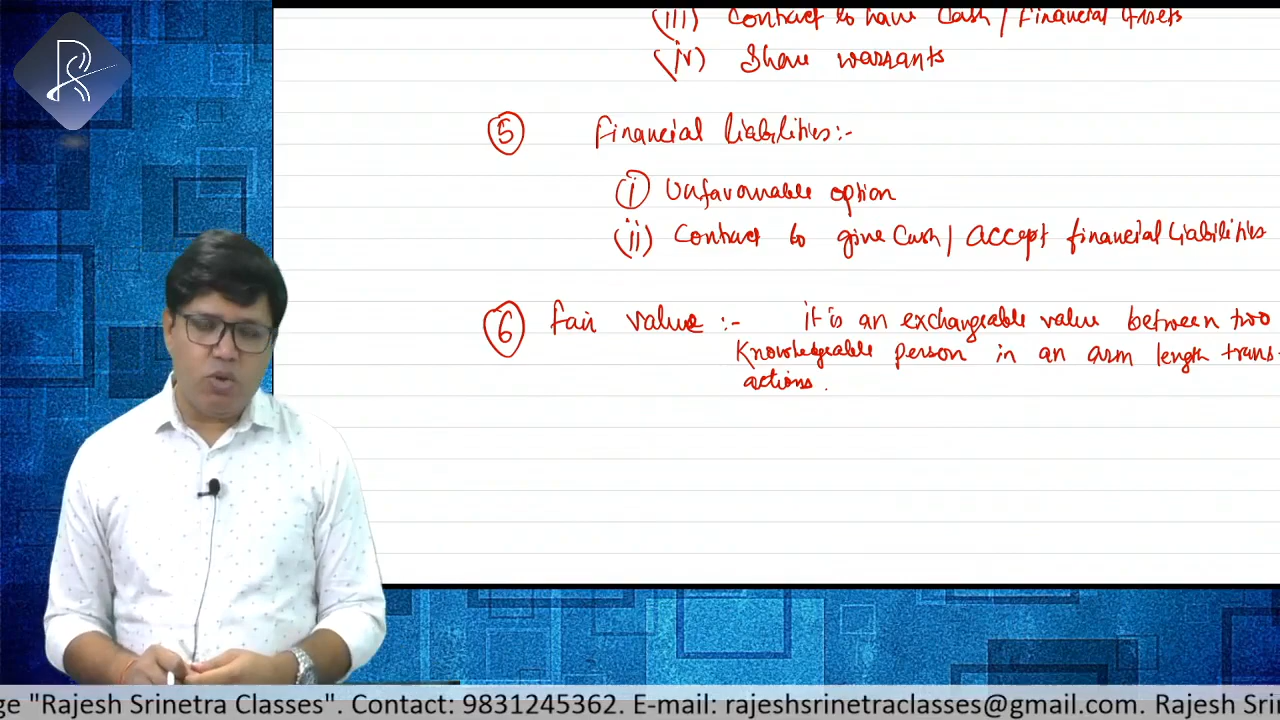 (iii) Contract to have Cash / Financial Assets
(iv) Share warrants
5 Financial liabilities:-
(i) Unfavourable option
(ii) Contract to give Cash / Accept financial liabilities
6 Fair value :- it is an exchangeable value between two
Knowledgeable person in an arm length trans-
actions.
ge "Rajesh Srinetra Classes". Contact: 9831245362. E-mail: rajeshsrinetraclasses@gmail.com. Rajesh Sri